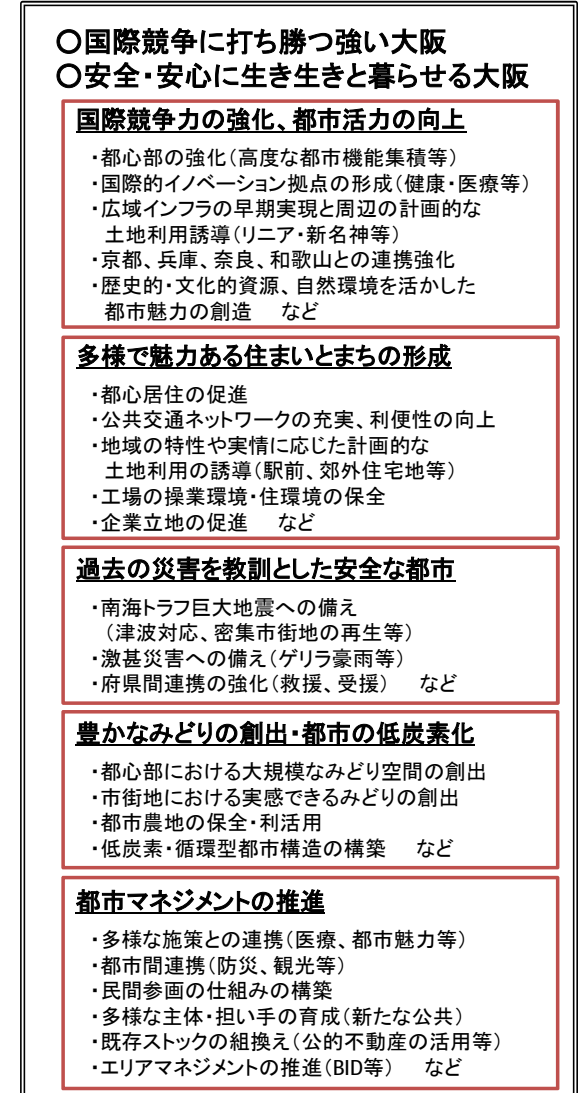 〇国際競争に打ち勝つ強い大阪
〇安全・安心に生き生きと暮らせる大阪
国際競争力の強化、都市活力の向上
・都心部の強化（高度な都市機能集積等）
・国際的イノベーション拠点の形成（健康・医療等）
・広域インフラの早期実現と周辺の計画的な
土地利用誘導（リニア・新名神等）
・京都、兵庫、奈良、和歌山との連携強化
・歴史的・文化的資源、自然環境を活かした
都市魅力の創造　など
多様で魅力ある住まいとまちの形成
・都心居住の促進
・公共交通ネットワークの充実、利便性の向上
・地域の特性や実情に応じた計画的な
土地利用の誘導（駅前、郊外住宅地等）
・工場の操業環境・住環境の保全
・企業立地の促進　など
過去の災害を教訓とした安全な都市
・南海トラフ巨大地震への備え
（津波対応、密集市街地の再生等）
・激甚災害への備え（ゲリラ豪雨等）
・府県間連携の強化（救援、受援）　など
豊かなみどりの創出・都市の低炭素化
・都心部における大規模なみどり空間の創出
・市街地における実感できるみどりの創出
・都市農地の保全・利活用
・低炭素・循環型都市構造の構築　など
都市マネジメントの推進
・多様な施策との連携（医療、都市魅力等）
・都市間連携（防災、観光等）
・民間参画の仕組みの構築
・多様な主体・担い手の育成（新たな公共）
・既存ストックの組換え（公的不動産の活用等）
・エリアマネジメントの推進（BID等）　など